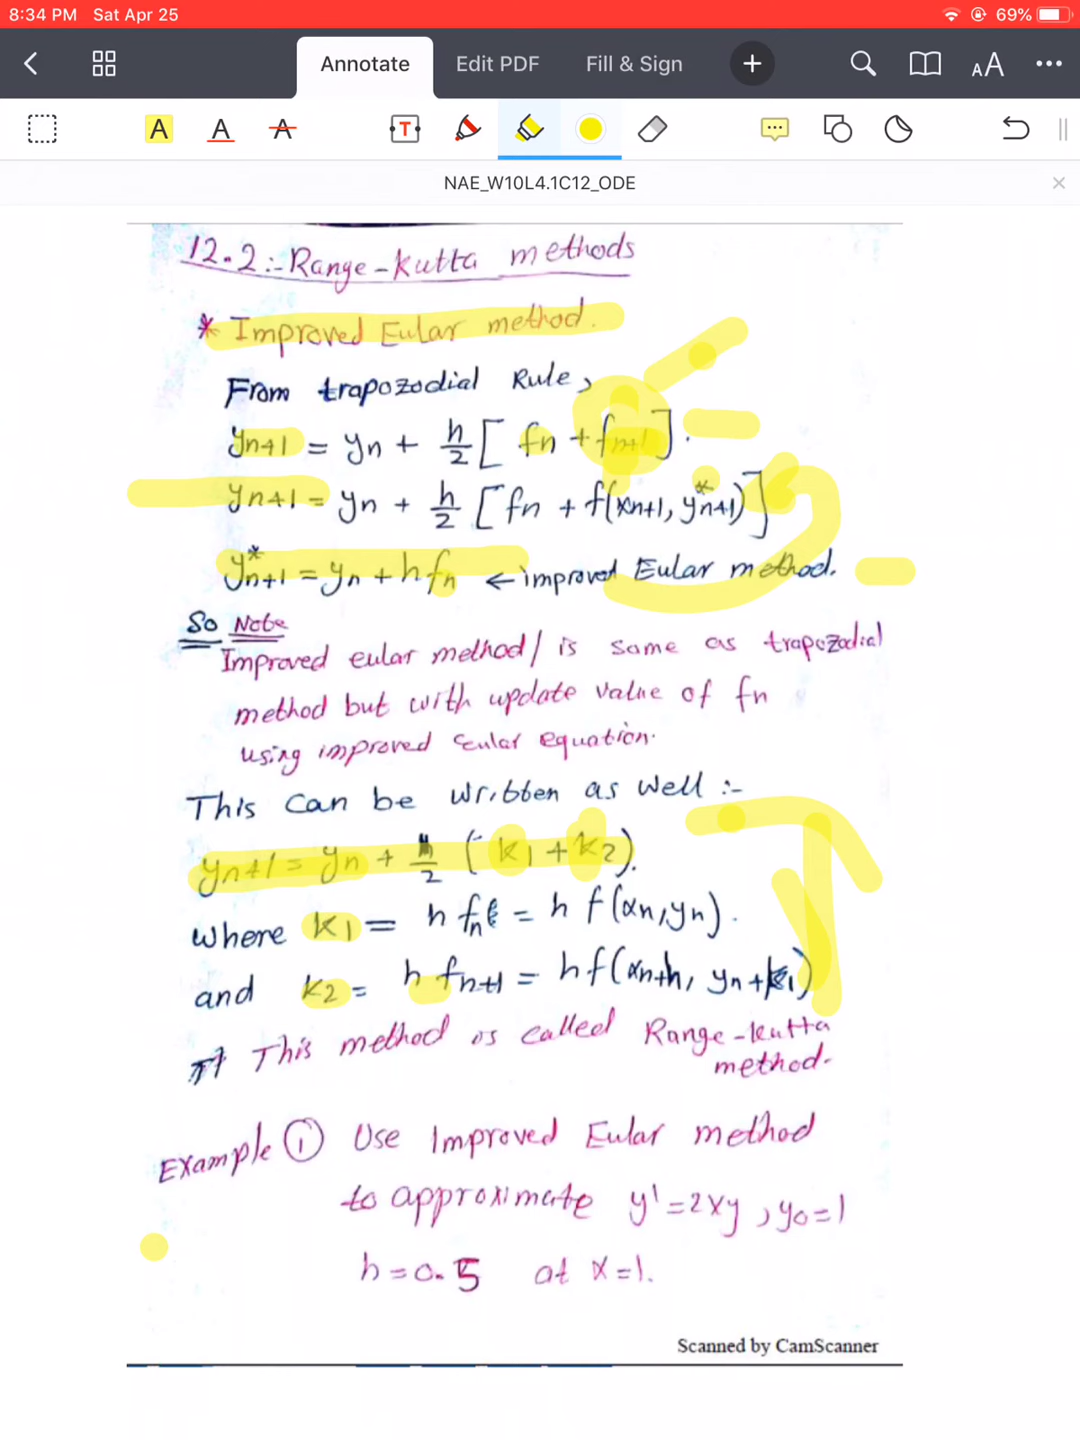 8:34 PM Sat Apr 25
69%
Annotate
Edit PDF
Fill & Sign
AA
A A A T
NAE_W10L4.1C12_ODE
12.2:- Range-kutta methods
* Improved Eular method.
From trapozodial Rule,
yn+1 = yn + h/2 [ fn + fn+1 ].
yn+1 = yn + h/2 [ fn + f(xn+1, y*n+1) ]
y*n+1 = yn + h fn ← improved Eular method.
So Note
Improved eular method/ is same as trapozodial
method but with update value of fn
using improved eular equation.
This Can be written as well :-
yn+1 = yn + h/2 ( k1 + k2 ).
where k1 = h fn = h f(xn, yn).
and k2 = h fn+1 = h f(xn+h, yn+k1)
This method is called Range-kutta
method.
Example ① Use Improved Eular method
to approximate y' = 2xy , y0=1
h=0.5 at x=1.
Scanned by CamScanner